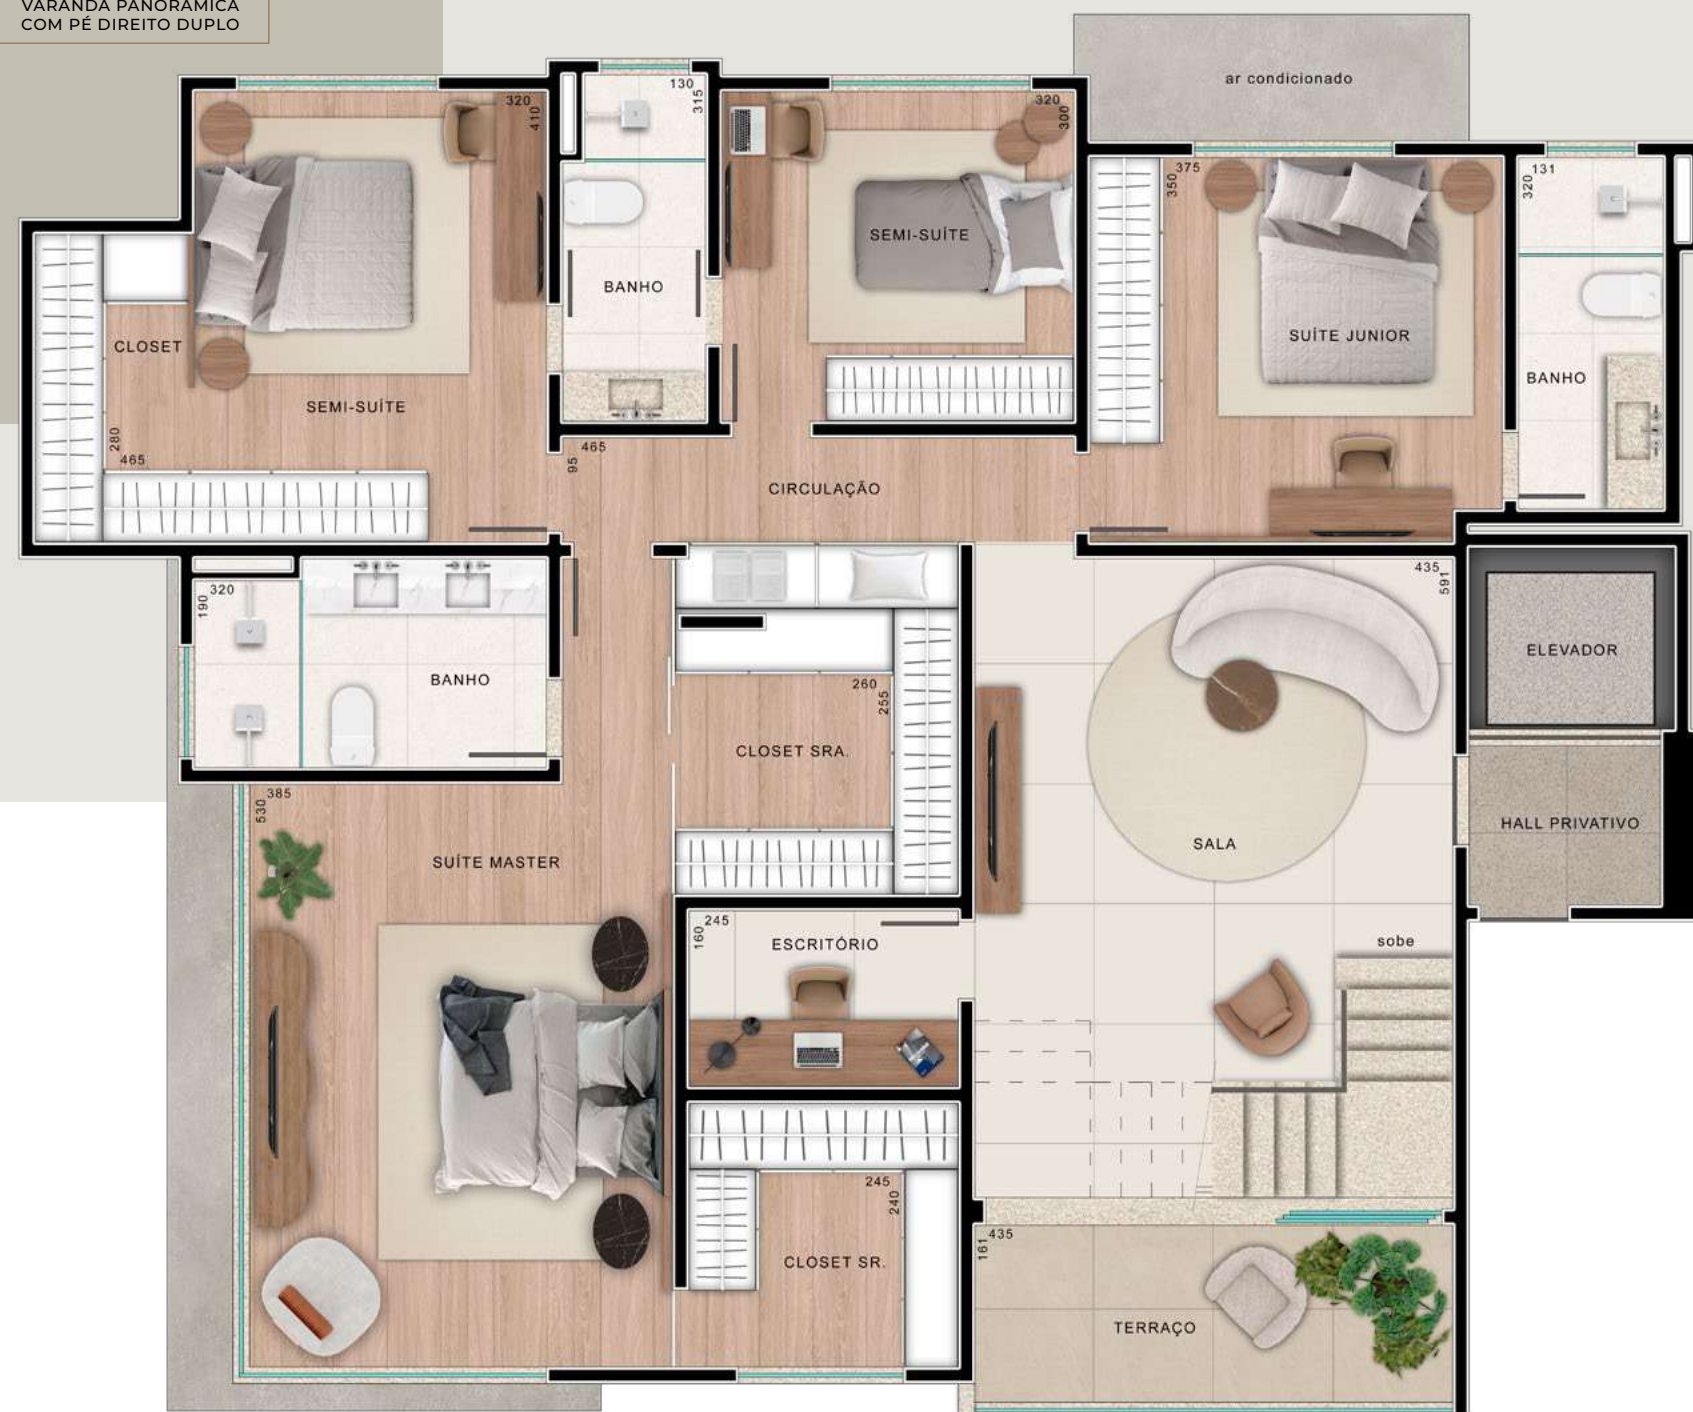 VARANDA PANORÂMICA
COM PÉ DIREITO DUPLO
ar condicionado
320
410
130
315
320
300
375
350
131
320
SEMI-SUÍTE
BANHO
SUÍTE JUNIOR
CLOSET
BANHO
SEMI-SUÍTE
280
465
95
465
CIRCULAÇÃO
190
320
435
591
ELEVADOR
BANHO
260
255
CLOSET SRA.
530
385
HALL PRIVATIVO
SALA
SUÍTE MASTER
160
245
ESCRITÓRIO
sobe
245
240
161
435
CLOSET SR.
TERRAÇO